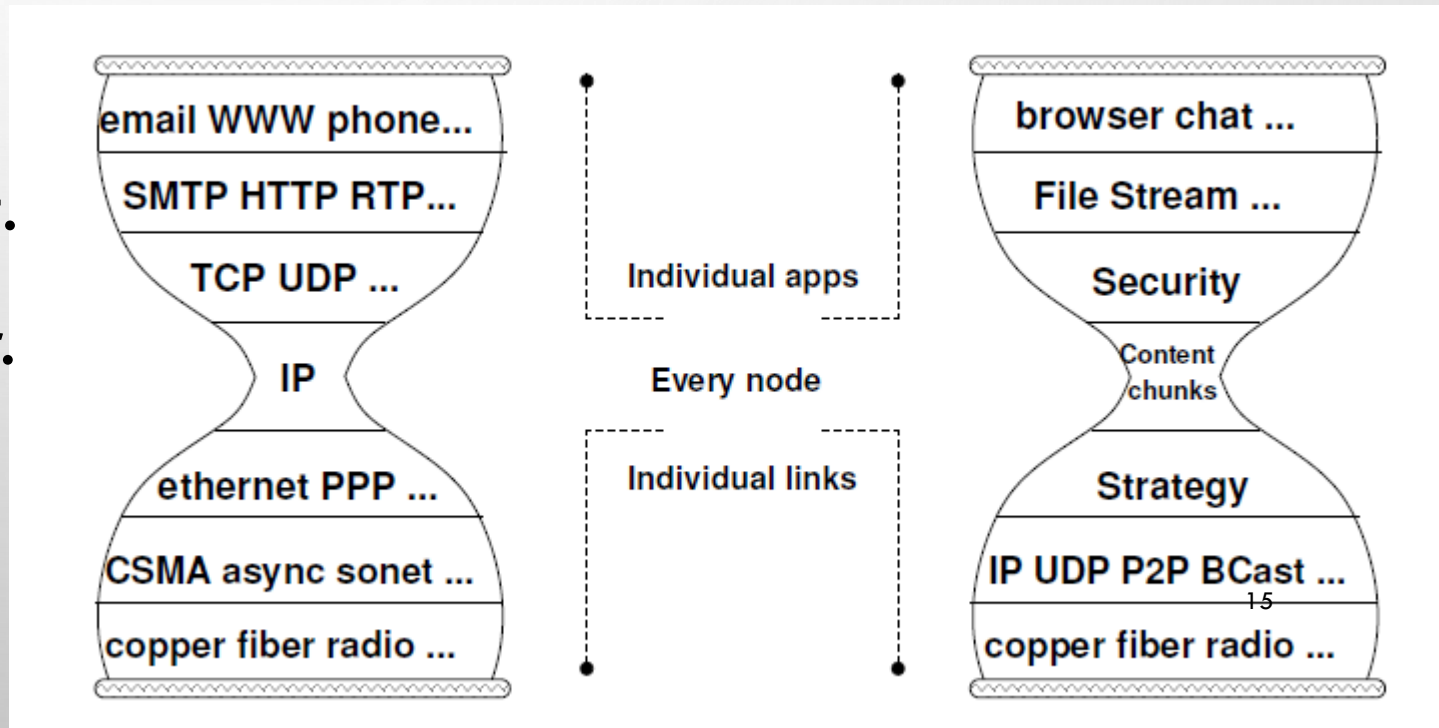 email WWW phone...
SMTP HTTP RTP...
TCP UDP ...
IP
ethernet PPP ...
CSMA async sonet ...
copper fiber radio ...
Individual apps
Every node
Individual links
browser chat ...
File Stream ...
Security
Content
chunks
Strategy
IP UDP P2P BCast ...
copper fiber radio ...
15